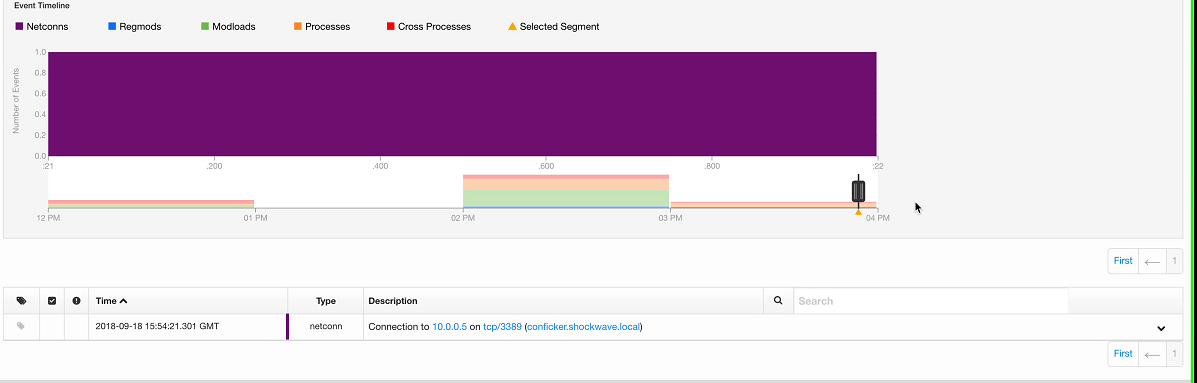 Event Timeline
Netconns Regmods Modloads Processes Cross Processes Selected Segment
Number of Events
1.0
0.8
0.6
0.4
0.2
0.0
:21 .200 .400 .600 .800 :22
12 PM 01 PM 02 PM 03 PM 04 PM
First ← 1
Time Type Description Search
2018-09-18 15:54:21.301 GMT netconn Connection to 10.0.0.5 on tcp/3389 (conficker.shockwave.local)
First ← 1